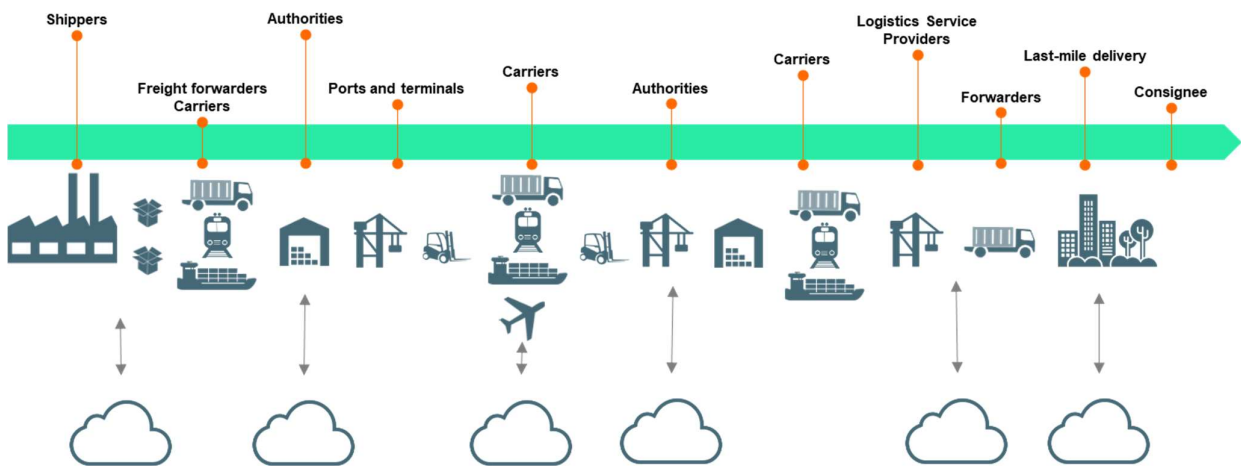 Shippers
Freight forwarders
Carriers
Authorities
Ports and terminals
Carriers
Authorities
Carriers
Logistics Service
Providers
Forwarders
Last-mile delivery
Consignee